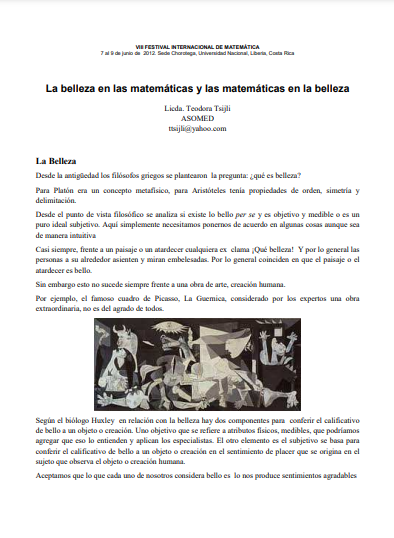 VIII FESTIVAL INTERNACIONAL DE MATEMÁTICA
7 al 9 de junio de 2012. Sede Chorotega, Universidad Nacional, Liberia, Costa Rica
La belleza en las matemáticas y las matemáticas en la belleza
Licda. Teodora Tsijli
ASOMED
ttsijli@yahoo.com
La Belleza
Desde la antigüedad los filósofos griegos se plantearon la pregunta: ¿qué es belleza?
Para Platón era un concepto metafísico, para Aristóteles tenía propiedades de orden, simetría y
delimitación.
Desde el punto de vista filosófico se analiza si existe lo bello per se y es objetivo y medible o es un
puro ideal subjetivo. Aquí simplemente necesitamos ponernos de acuerdo en algunas cosas aunque sea
de manera intuitiva
Casi siempre, frente a un paisaje o un atardecer cualquiera ex clama ¡Qué belleza! Y por lo general las
personas a su alrededor asienten y miran embelesadas. Por lo general coinciden en que el paisaje o el
atardecer es bello.
Sin embargo esto no sucede siempre frente a una obra de arte, creación humana.
Por ejemplo, el famoso cuadro de Picasso, La Guernica, considerado por los expertos una obra
extraordinaria, no es del agrado de todos.
Según el biólogo Huxley en relación con la belleza hay dos componentes para conferir el calificativo
de bello a un objeto o creación. Uno objetivo que se refiere a atributos físicos, medibles, que podríamos
agregar que eso lo entienden y aplican los especialistas. El otro elemento es el subjetivo se basa para
conferir el calificativo de bello a un objeto o creación en el sentimiento de placer que se origina en el
sujeto que observa el objeto o creación humana.
Aceptamos que lo que cada uno de nosotros considera bello es lo nos produce sentimientos agradables